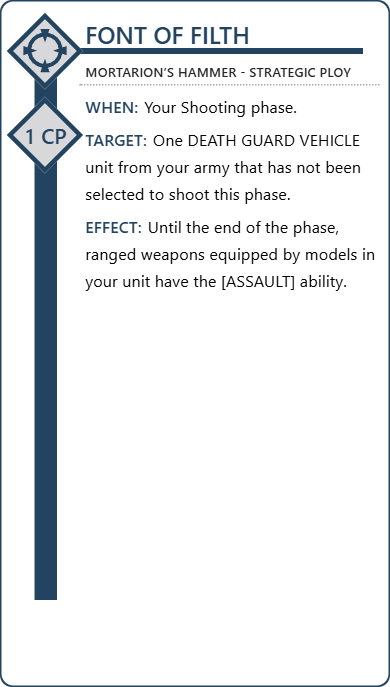 FONT OF FILTH
MORTARION'S HAMMER - STRATEGIC PLOY
1 CP
WHEN: Your Shooting phase.
TARGET: One DEATH GUARD VEHICLE
unit from your army that has not been
selected to shoot this phase.
EFFECT: Until the end of the phase,
ranged weapons equipped by models in
your unit have the [ASSAULT] ability.